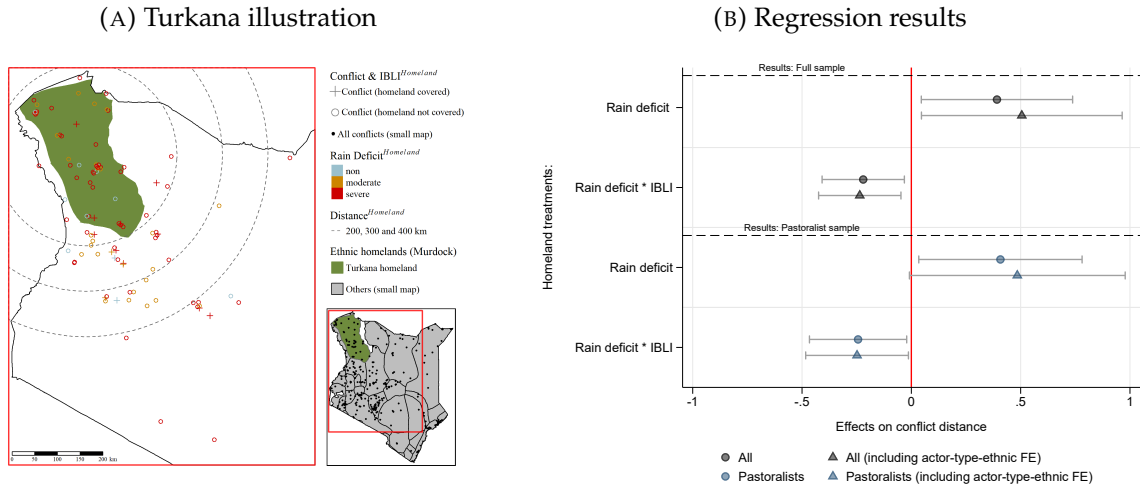 (A) Turkana illustration
Conflict & IBLI^Homeland
Conflict (homeland covered)
Conflict (homeland not covered)
All conflicts (small map)
Rain Deficit^Homeland
non
moderate
severe
Distance^Homeland
200, 300 and 400 km
Ethnic homelands (Murdock)
Turkana homeland
Others (small map)
0 50 100 150 200 km
(B) Regression results
Homeland treatments:
Results: Full sample
Rain deficit
Rain deficit * IBLI
Results: Pastoralist sample
Rain deficit
Rain deficit * IBLI
-1 -.5 0 .5 1
Effects on conflict distance
All
All (including actor-type-ethnic FE)
Pastoralists
Pastoralists (including actor-type-ethnic FE)